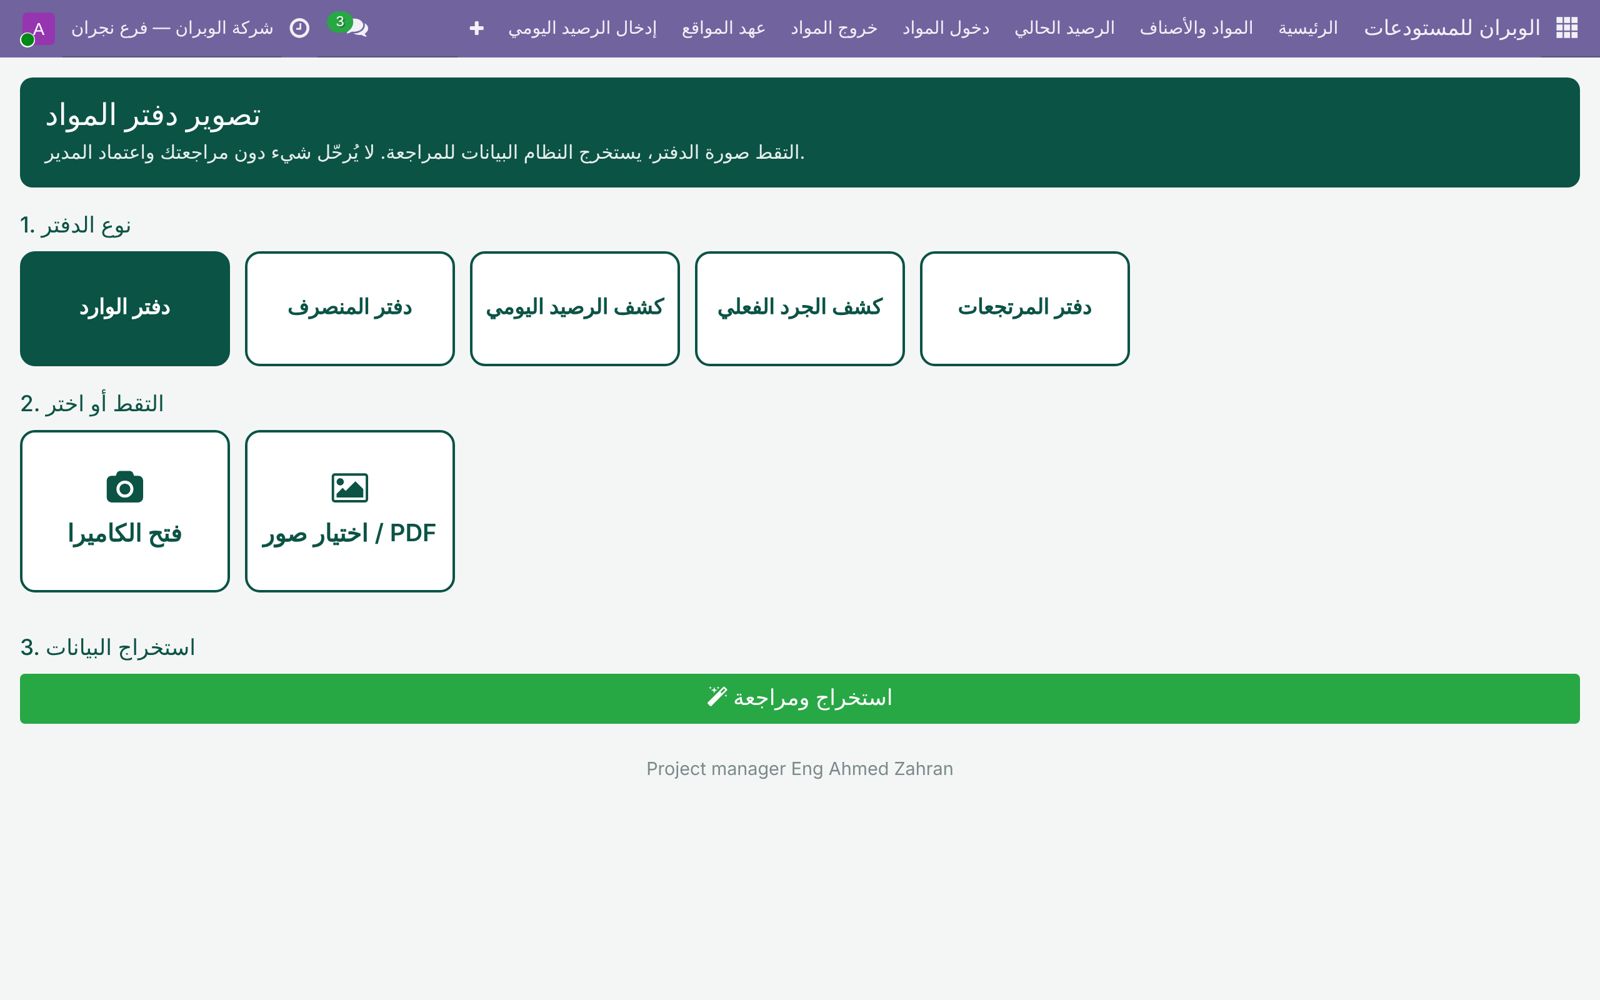 الوبران للمستودعات
الرئيسية
المواد والأصناف
الرصيد الحالي
دخول المواد
خروج المواد
عهد المواقع
إدخال الرصيد اليومي
3
شركة الوبران — فرع نجران
A
تصوير دفتر المواد
التقط صورة الدفتر، يستخرج النظام البيانات للمراجعة. لا يُرحّل شيء دون مراجعتك واعتماد المدير.
1. نوع الدفتر
دفتر الوارد
دفتر المنصرف
كشف الرصيد اليومي
كشف الجرد الفعلي
دفتر المرتجعات
2. التقط أو اختر
فتح الكاميرا
اختيار صور / PDF
3. استخراج البيانات
استخراج ومراجعة
Project manager Eng Ahmed Zahran